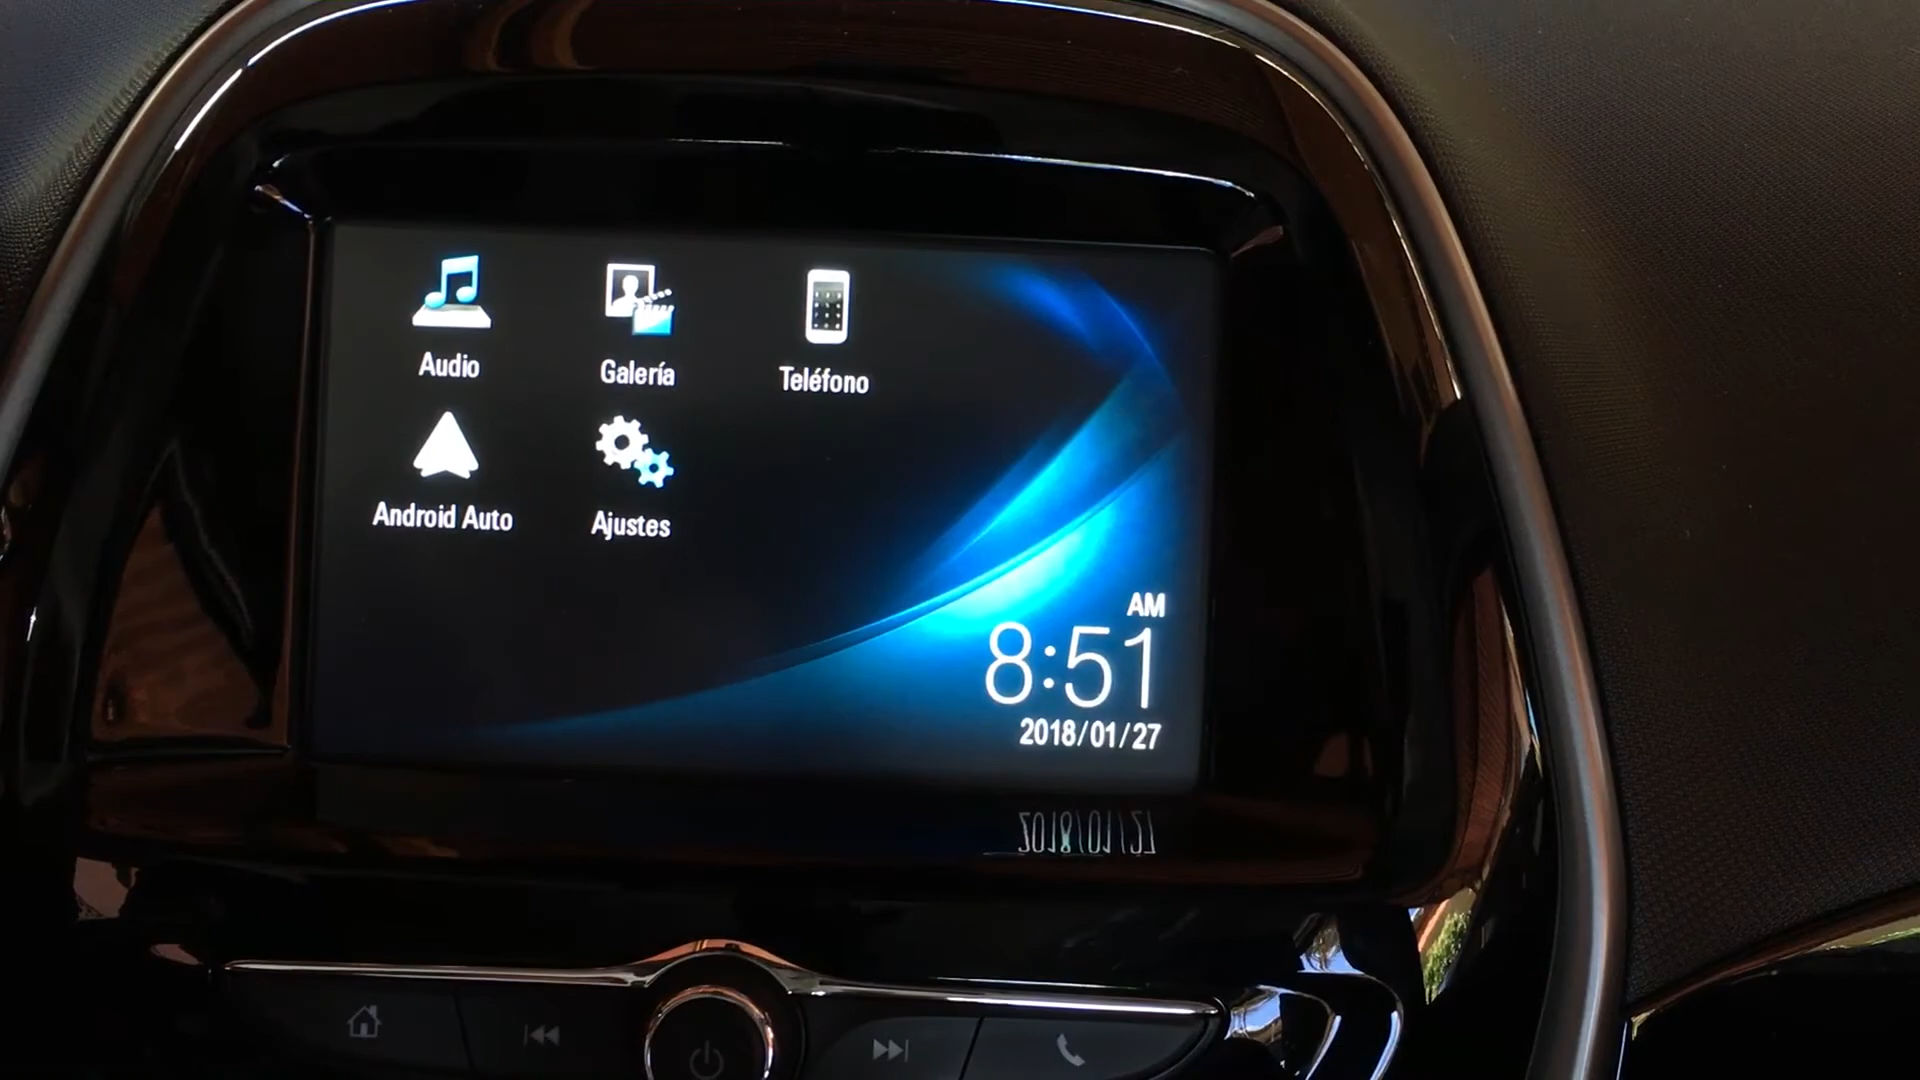 Audio
Galería
Teléfono
Android Auto
Ajustes
AM
8:51
2018/01/27